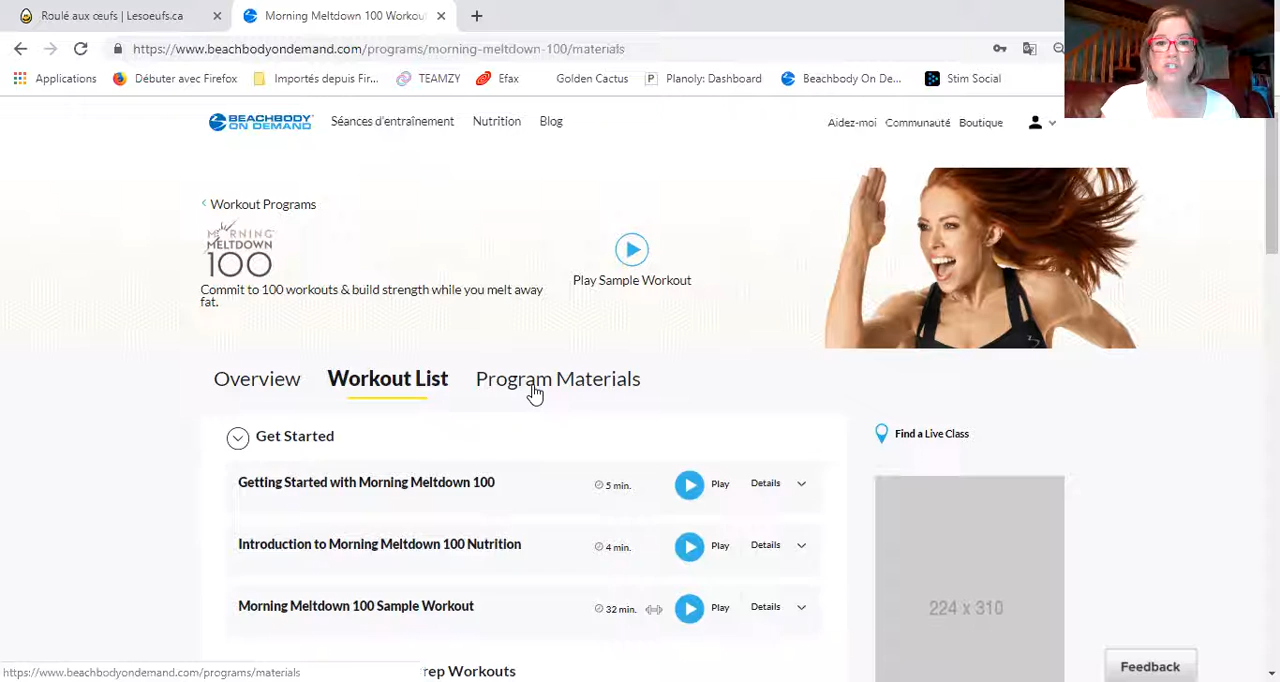 Roulé aux œufs | Lesoeufs.ca
Morning Meltdown 100 Workou
https://www.beachbodyondemand.com/programs/morning-meltdown-100/materials
Applications
Débuter avec Firefox
Importés depuis Fir...
TEAMZY
Efax
Golden Cactus
P
Planoly: Dashboard
Beachbody On De...
Stim Social
BEACHBODY
ON DEMAND
Séances d'entraînement
Nutrition
Blog
Aidez-moi
Communauté
Boutique
Workout Programs
MORNING
MELTDOWN
100
Commit to 100 workouts & build strength while you melt away
fat.
Play Sample Workout
Overview
Workout List
Program Materials
Get Started
Find a Live Class
Getting Started with Morning Meltdown 100
5 min.
Play
Details
Introduction to Morning Meltdown 100 Nutrition
4 min.
Play
Details
Morning Meltdown 100 Sample Workout
32 min.
Play
Details
224 x 310
https://www.beachbodyondemand.com/programs/materials
rep Workouts
Feedback